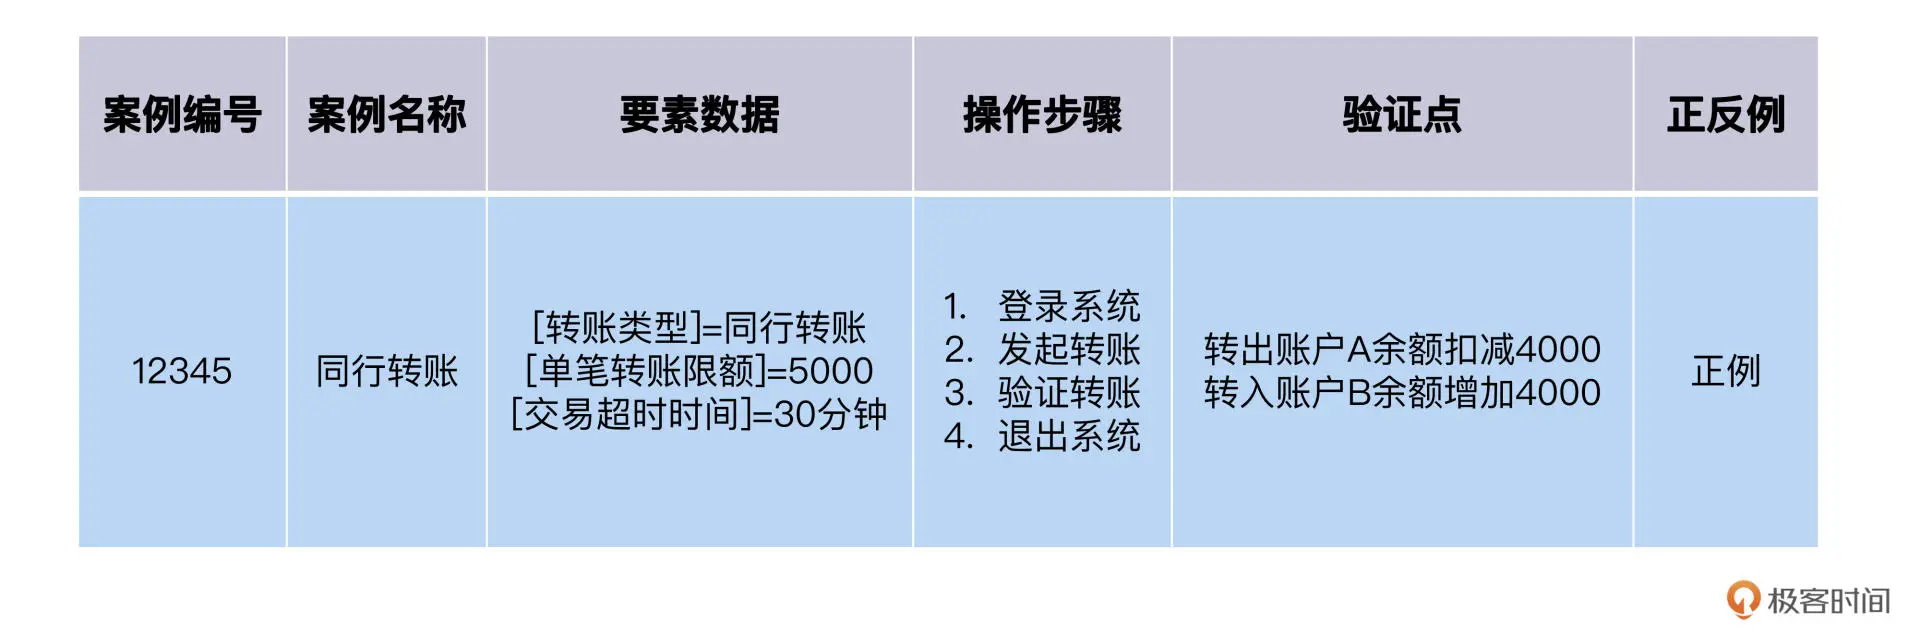 案例编号 案例名称 要素数据 操作步骤 验证点 正反例
12345
同行转账
[转账类型]=同行转账
[单笔转账限额]=5000
[交易超时时间]=30分钟
1. 登录系统
2. 发起转账
3. 验证转账
4. 退出系统
转出账户A余额扣减4000
转入账户B余额增加4000
正例
极客时间